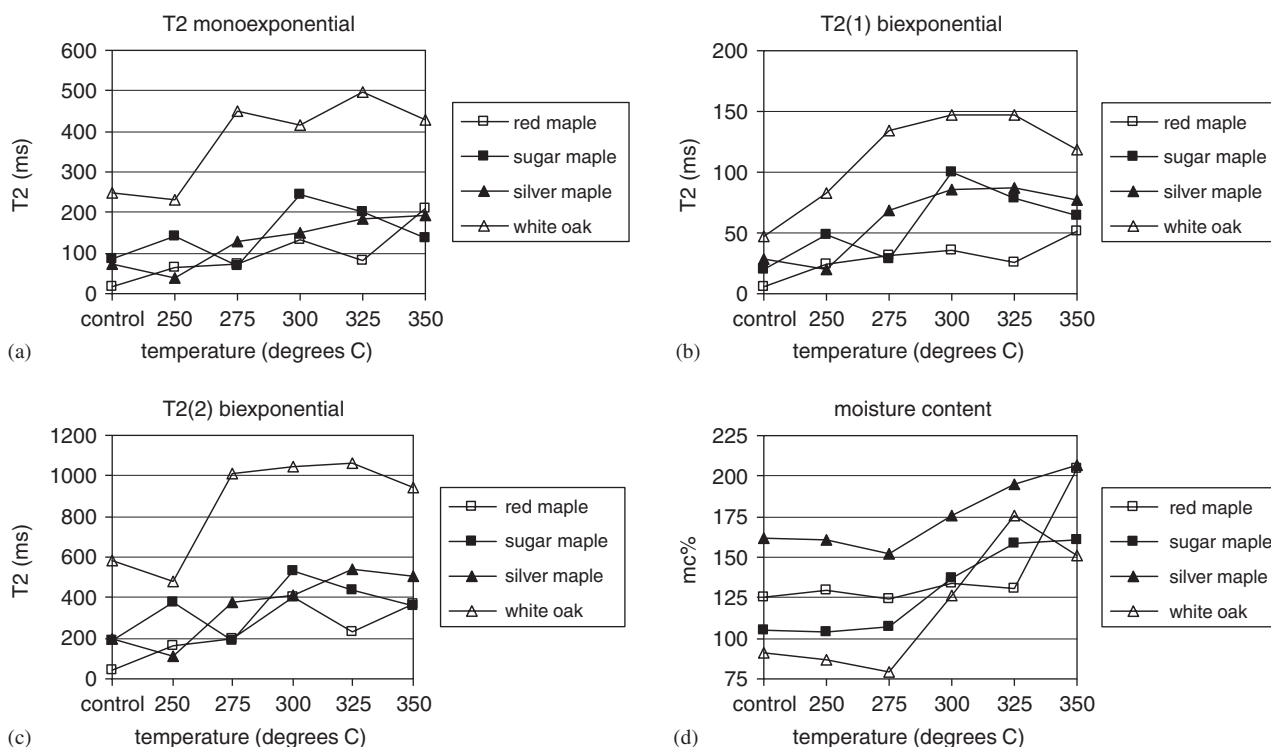 T2 monoexponential
600
500
400
300
200
100
0
T2 (ms)
control 250 275 300 325 350
temperature (degrees C)
(a)
red maple
sugar maple
silver maple
white oak
T2(1) biexponential
200
150
100
50
0
T2 (ms)
control 250 275 300 325 350
temperature (degrees C)
(b)
red maple
sugar maple
silver maple
white oak
T2(2) biexponential
1200
1000
800
600
400
200
0
T2 (ms)
control 250 275 300 325 350
temperature (degrees C)
(c)
red maple
sugar maple
silver maple
white oak
moisture content
225
200
175
150
125
100
75
mc%
control 250 275 300 325 350
temperature (degrees C)
(d)
red maple
sugar maple
silver maple
white oak